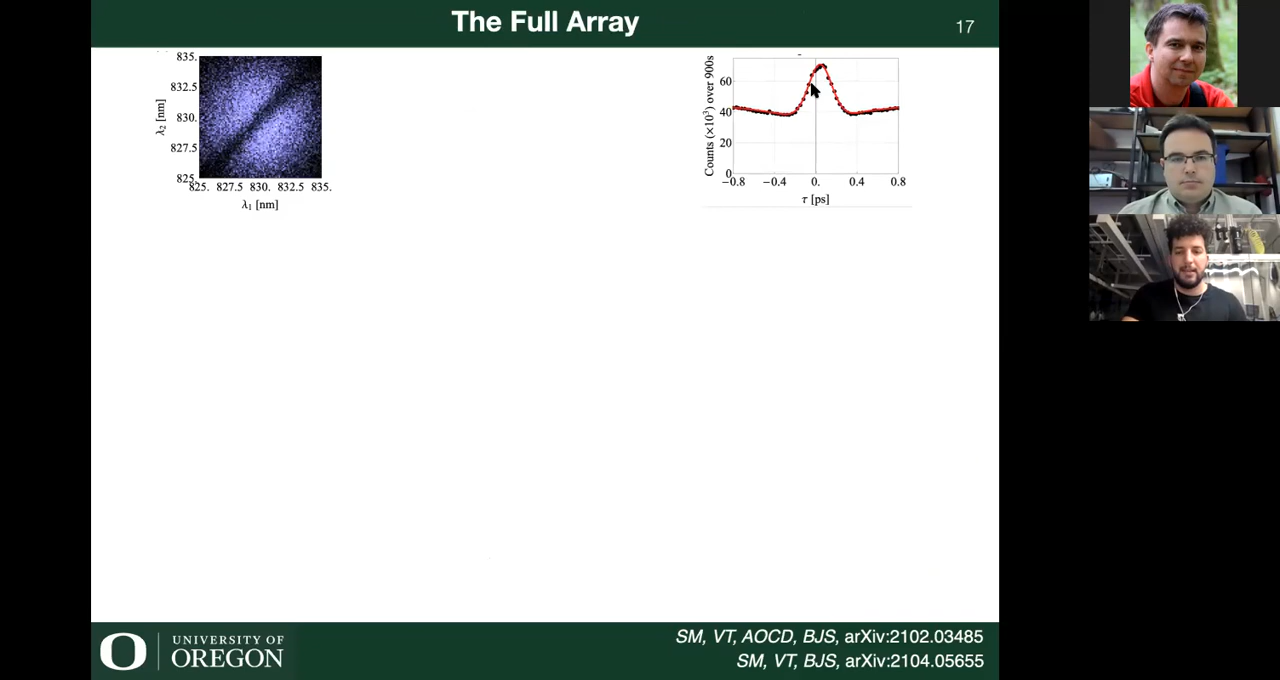 The Full Array
17
835.
832.5
830.
827.5
825.
λ₂ [nm]
825. 827.5 830. 832.5 835.
λ₁ [nm]
Counts (×10³) over 900s
60
40
20
0
−0.8 −0.4 0. 0.4 0.8
τ [ps]
UNIVERSITY OF
OREGON
SM, VT, AOCD, BJS, arXiv:2102.03485
SM, VT, BJS, arXiv:2104.05655